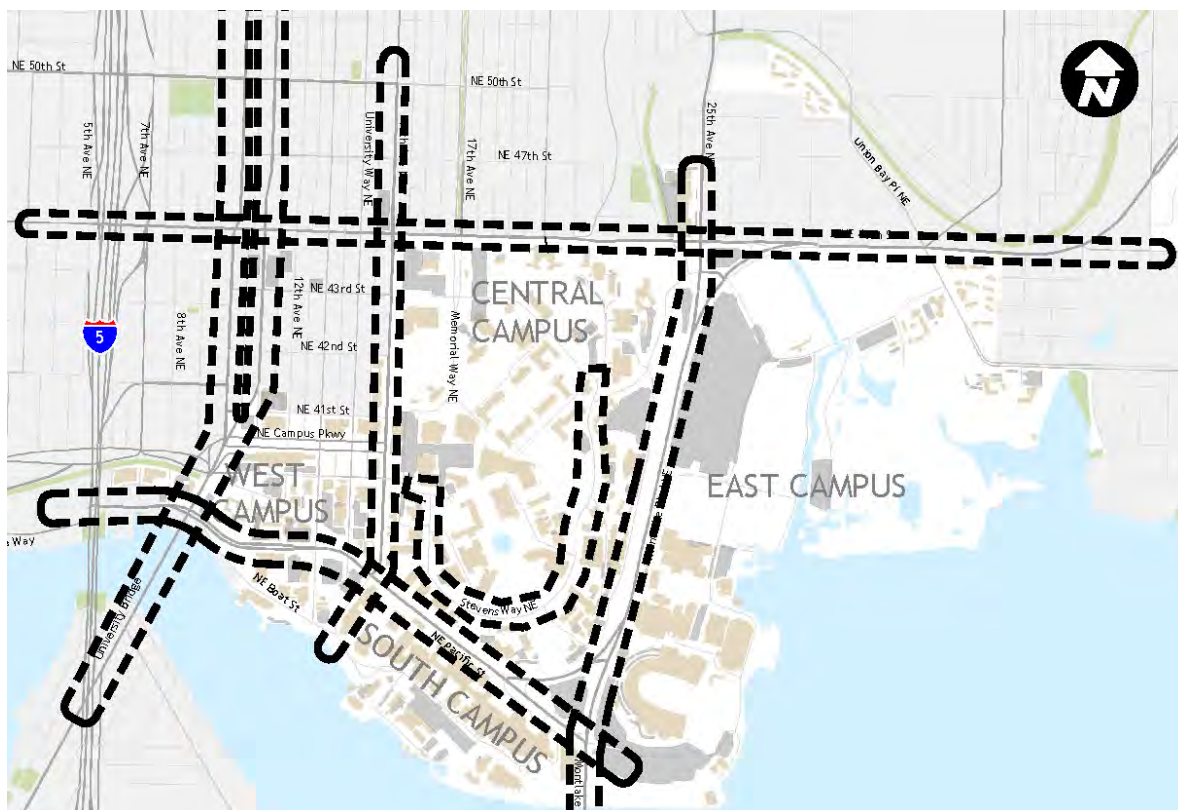 NE 50th St
NE 50th St
N
5th Ave NE
7th Ave NE
University Way NE
17th Ave NE
25th Ave NE
NE 47th St
Union Bay Pl NE
CENTRAL
CAMPUS
NE 43rd St
12th Ave NE
8th Ave NE
5
NE 42nd St
Memorial Way NE
NE 41st St
NE Campus Pkwy
WEST
CAMPUS
EAST CAMPUS
Way
NE Boat St
Stevens Way NE
University Bridge
NE Pacific St
SOUTH CAMPUS
Montlake